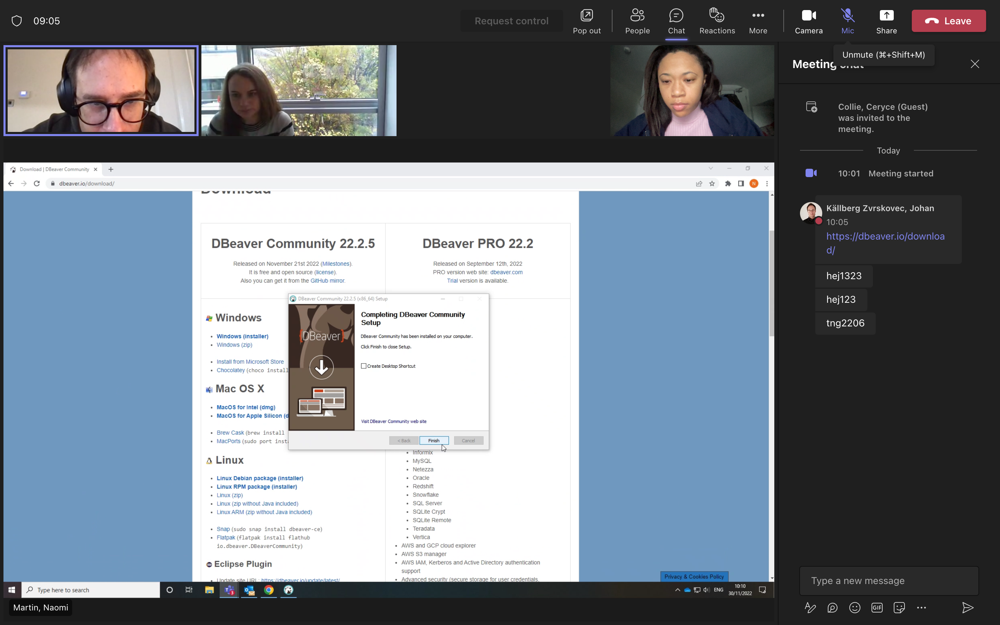 09:05
Request control
Pop out
People
Chat
Reactions
More
Camera
Mic
Share
Leave
Unmute (⌘+Shift+M)
Meeting
Collie, Ceryce (Guest)
was invited to the
meeting.
Today
10:01 Meeting started
Källberg Zvrskovec, Johan
10:05
https://dbeaver.io/downloa
d/
hej1323
hej123
tng2206
Type a new message
GIF
Download | DBeaver Community
dbeaver.io/download/
N
Download
DBeaver Community 22.2.5
Released on November 21st 2022 (Milestones).
It is free and open source (license).
Also you can get it from the GitHub mirror.
DBeaver PRO 22.2
Released on September 12th, 2022
PRO version web site: dbeaver.com
Trial version is available.
Windows
Windows (installer)
Windows (zip)
Install from Microsoft Store
Chocolatey (choco install
Mac OS X
MacOS for Intel (dmg)
MacOS for Apple Silicon (d
Brew Cask (brew install
MacPorts (sudo port inst
Linux
Linux Debian package (installer)
Linux RPM package (installer)
Linux (zip)
Linux (zip without Java included)
Linux ARM (zip without Java included)
Snap (sudo snap install dbeaver-ce)
Flatpak (flatpak install flathub
io.dbeaver.DBeaverCommunity)
Eclipse Plugin
Update site URL: https://dbeaver.io/update/latest/
DBeaver Community 22.2.5 (x86_64) Setup
{DBeaver}
Completing DBeaver Community
Setup
DBeaver Community has been installed on your computer.
Click Finish to close Setup.
Create Desktop Shortcut
Visit DBeaver Community web site
< Back
Finish
Cancel
Informix
MySQL
Netezza
Oracle
Redshift
Snowflake
SQL Server
SQLite Crypt
SQLite Remote
Teradata
Vertica
AWS and GCP cloud explorer
AWS S3 manager
AWS IAM, Kerberos and Active Directory authentication
support
Advanced security (secure storage for user credentials,
Privacy & Cookies Policy
Type here to search
3
ENG
10:10
30/11/2022
Martin, Naomi